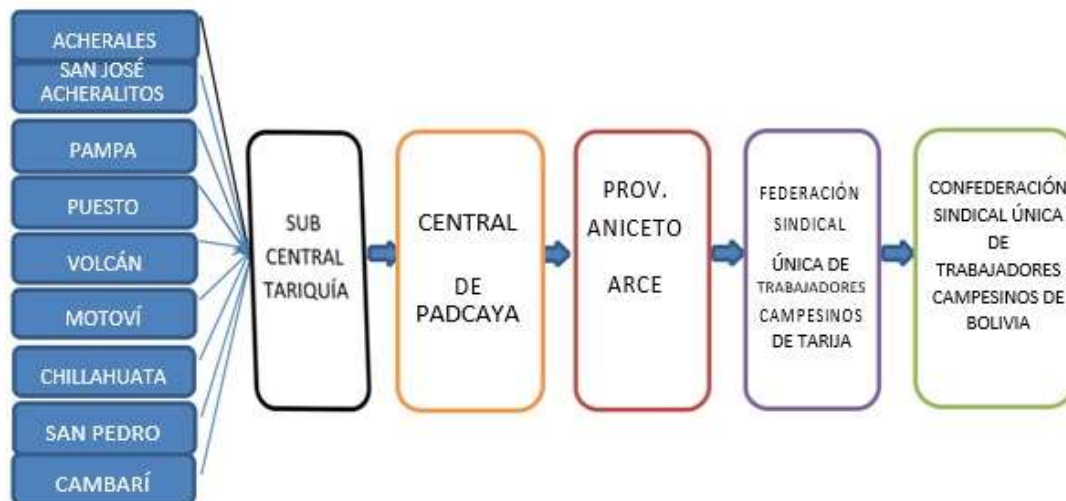 ACHERALES
SAN JOSÉ
ACHERALITOS
PAMPA
PUESTO
VOLCÁN
MOTOVÍ
CHILLAHUATA
SAN PEDRO
CAMBARÍ
SUB
CENTRAL
TARIQUÍA
CENTRAL
DE
PADCAYA
PROV.
ANICETO
ARCE
FEDERACIÓN
SINDICAL
ÚNICA DE
TRABAJADORES
CAMPESINOS
DE TARIJA
CONFEDERACIÓN
SINDICAL ÚNICA
DE
TRABAJADORES
CAMPESINOS DE
BOLIVIA